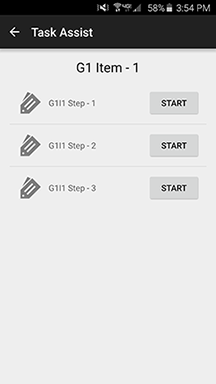 58% 3:54 PM
Task Assist
G1 Item - 1
G1I1 Step - 1 START
G1I1 Step - 2 START
G1I1 Step - 3 START